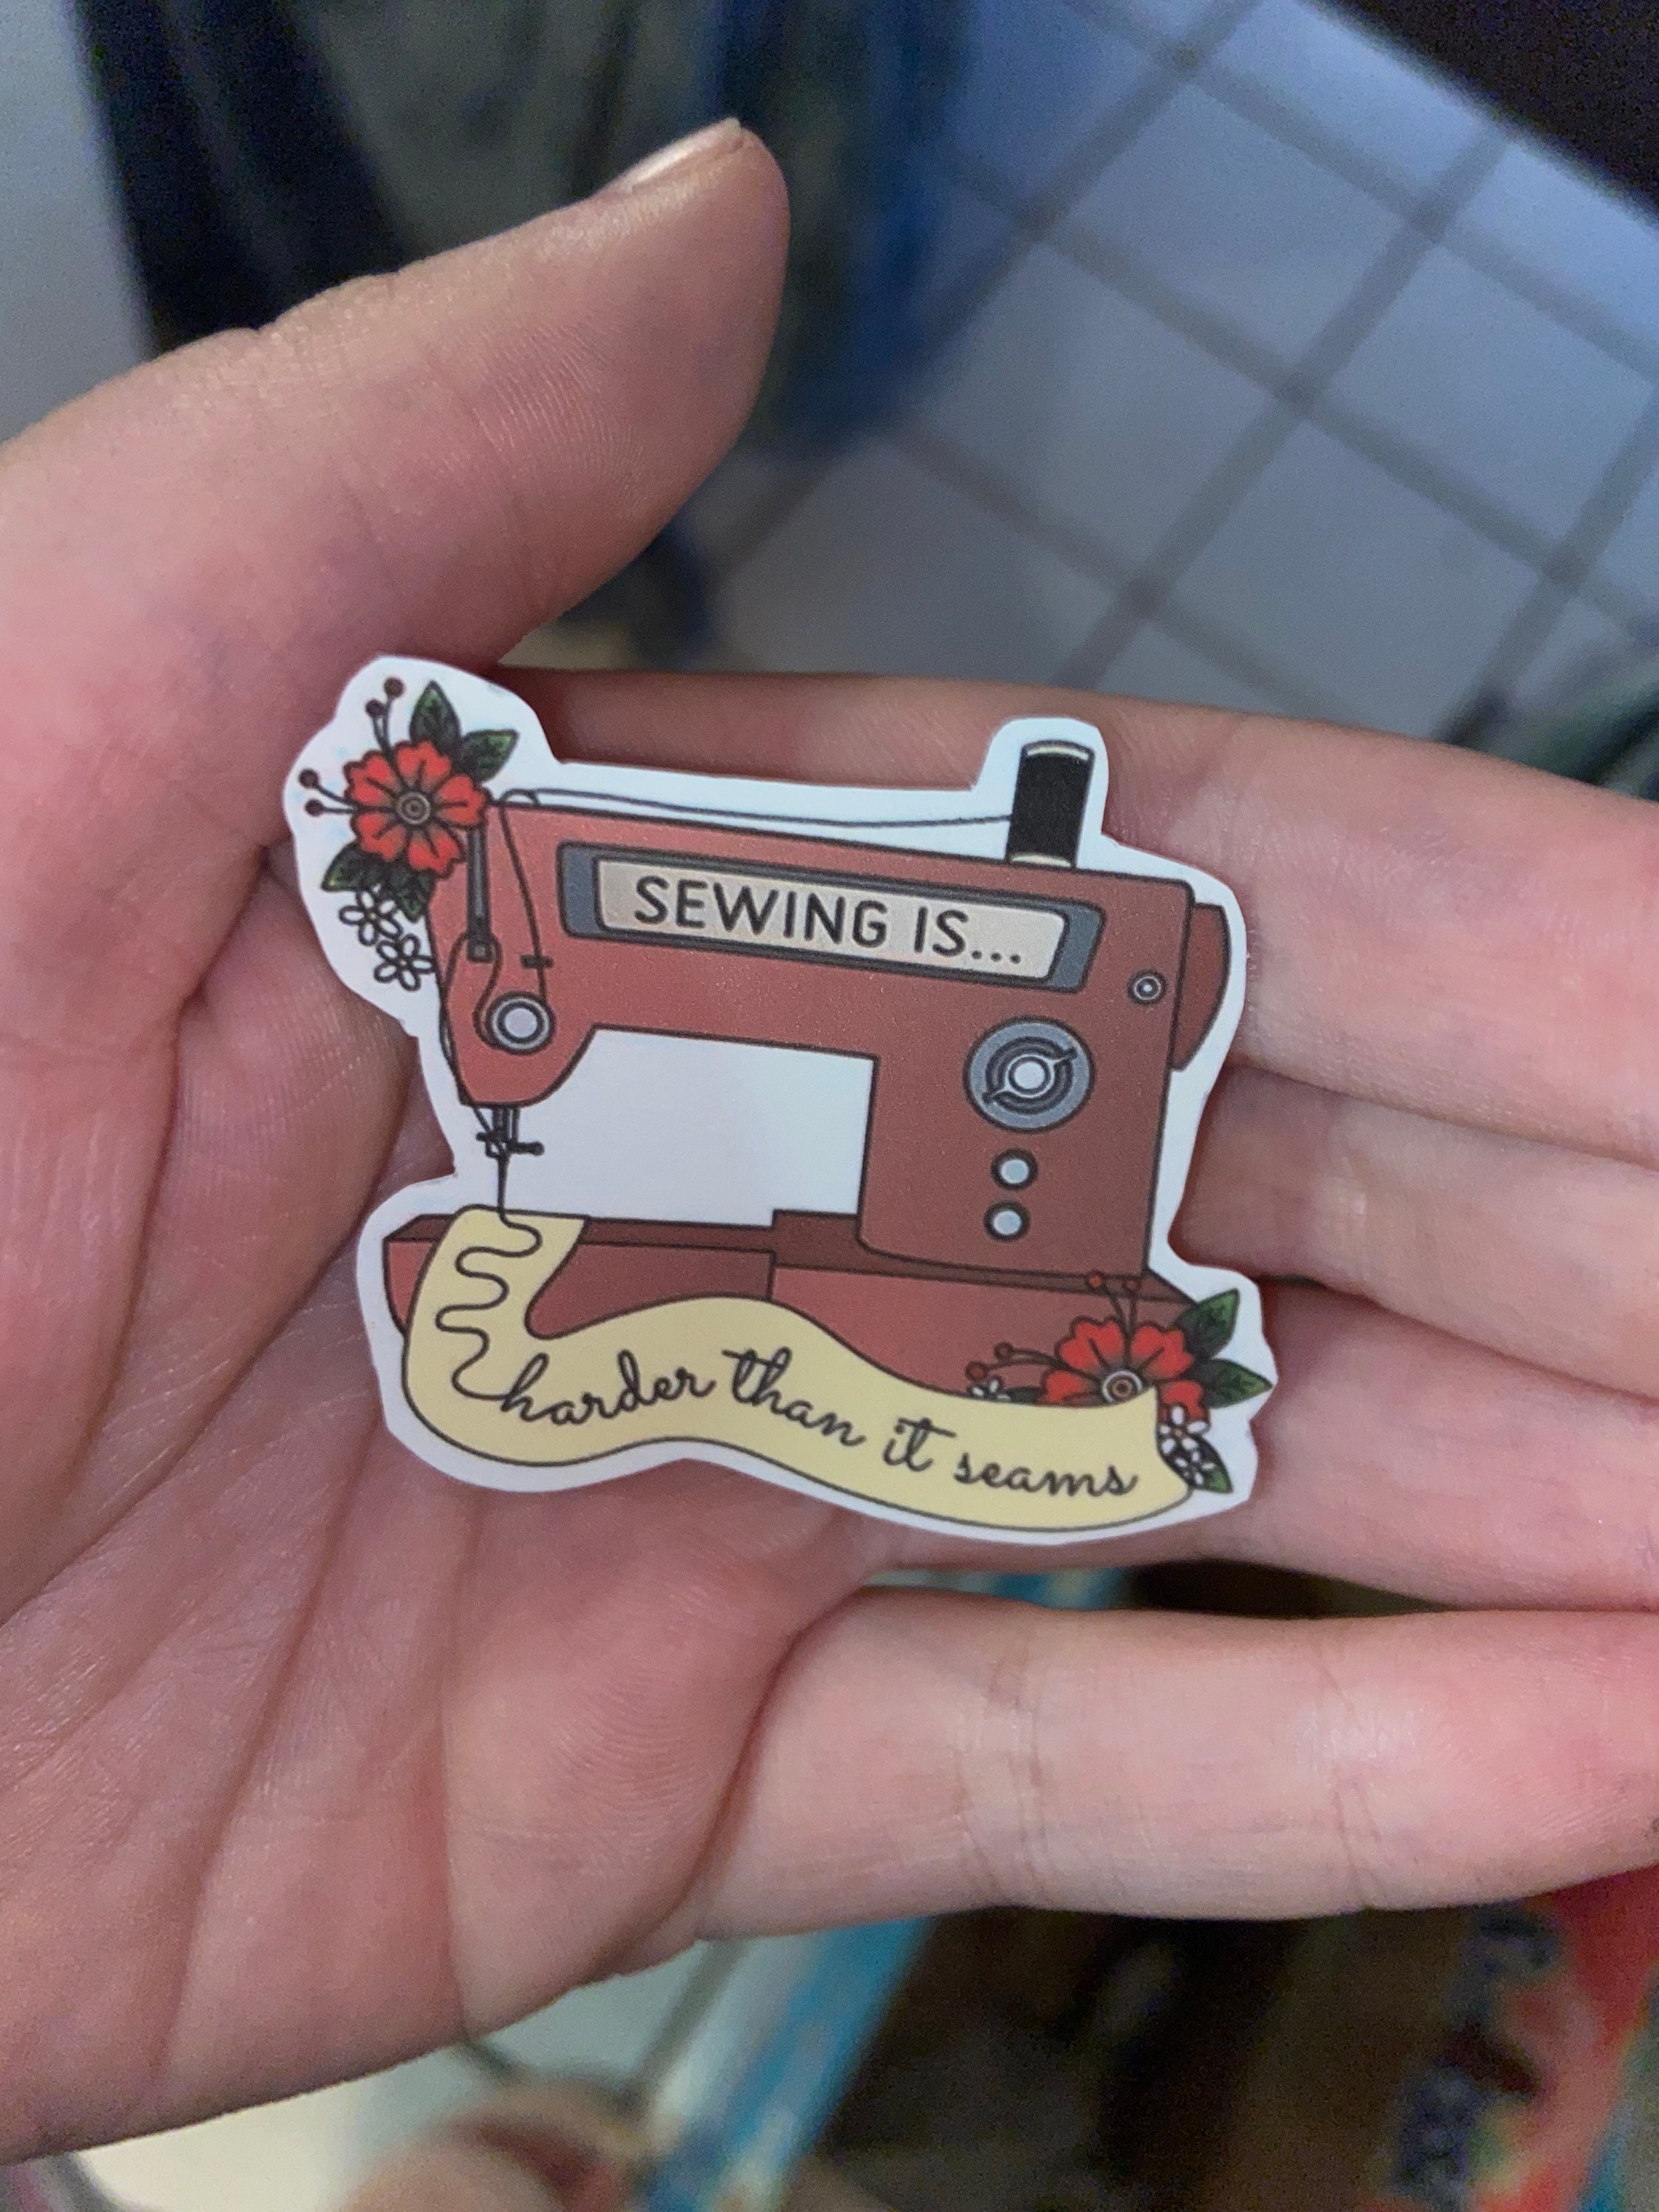 SEWING IS...
harder than it seams